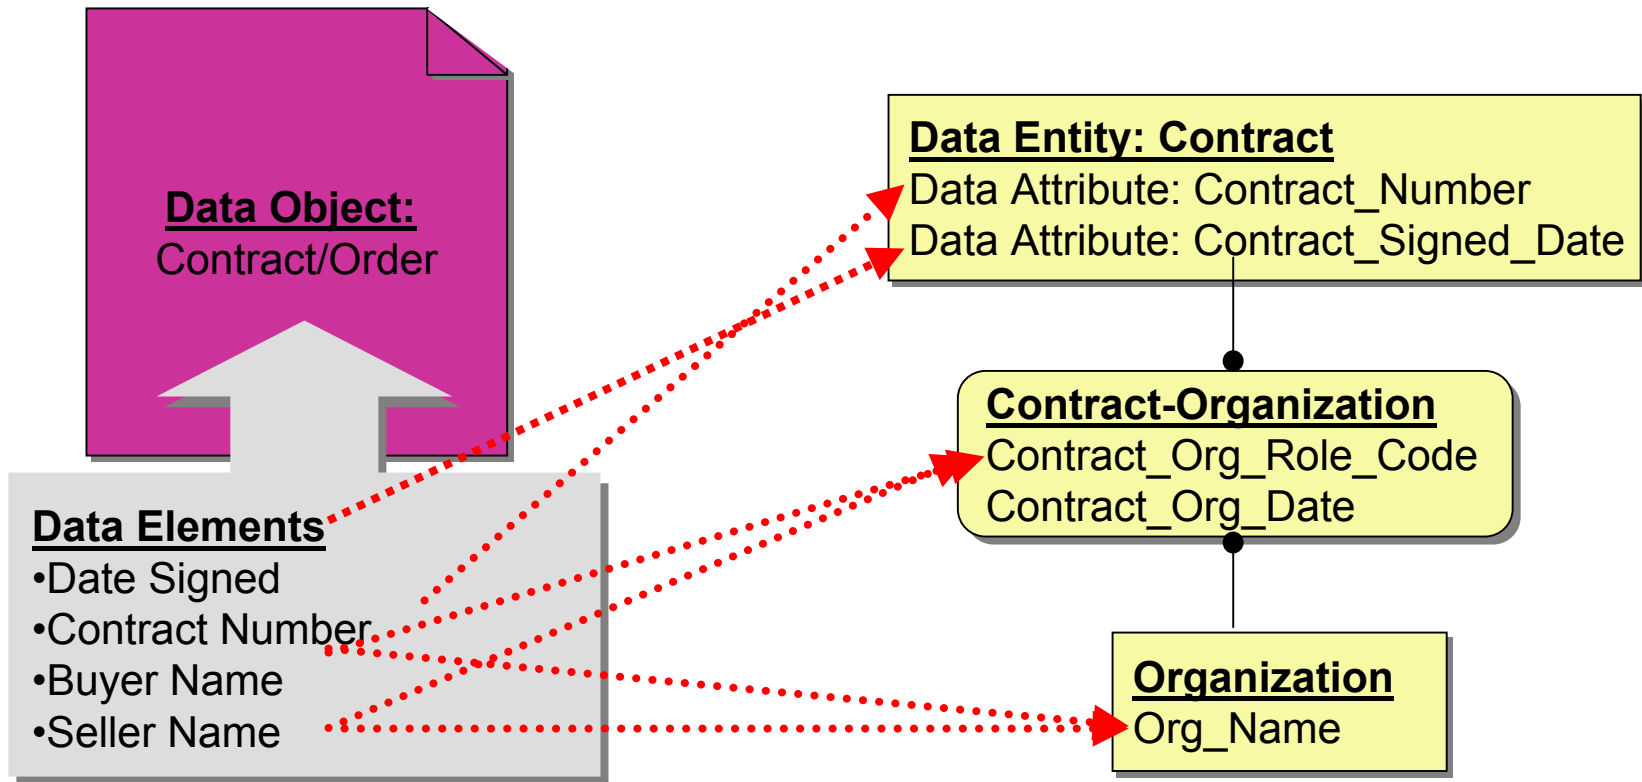 Data Object:
Contract/Order
Data Elements
•Date Signed
•Contract Number
•Buyer Name
•Seller Name
Data Entity: Contract
Data Attribute: Contract_Number
Data Attribute: Contract_Signed_Date
Contract-Organization
Contract_Org_Role_Code
Contract_Org_Date
Organization
Org_Name